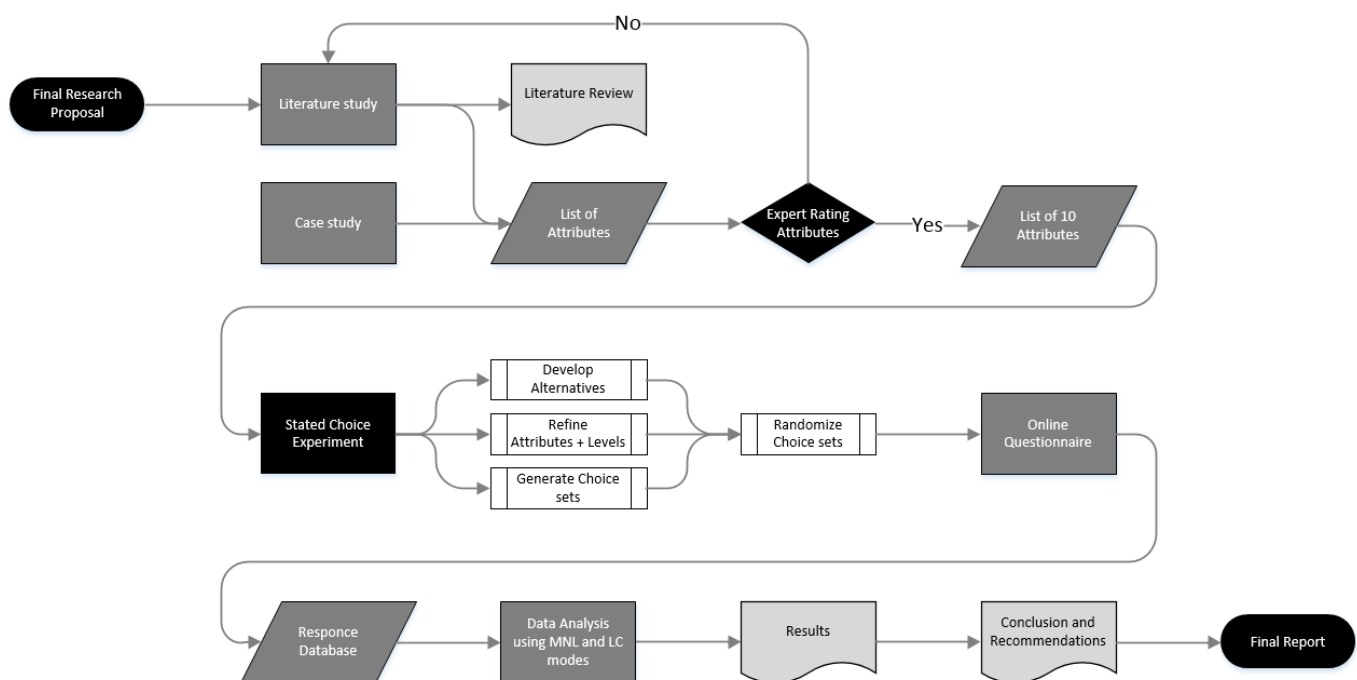 No
Final Research
Proposal
Literature study
Literature Review
Case study
List of
Attributes
Expert Rating
Attributes
Yes
List of 10
Attributes
Stated Choice
Experiment
Develop
Alternatives
Refine
Attributes + Levels
Generate Choice
sets
Randomize
Choice sets
Online
Questionnaire
Responce
Database
Data Analysis
using MNL and LC
modes
Results
Conclusion and
Recommendations
Final Report